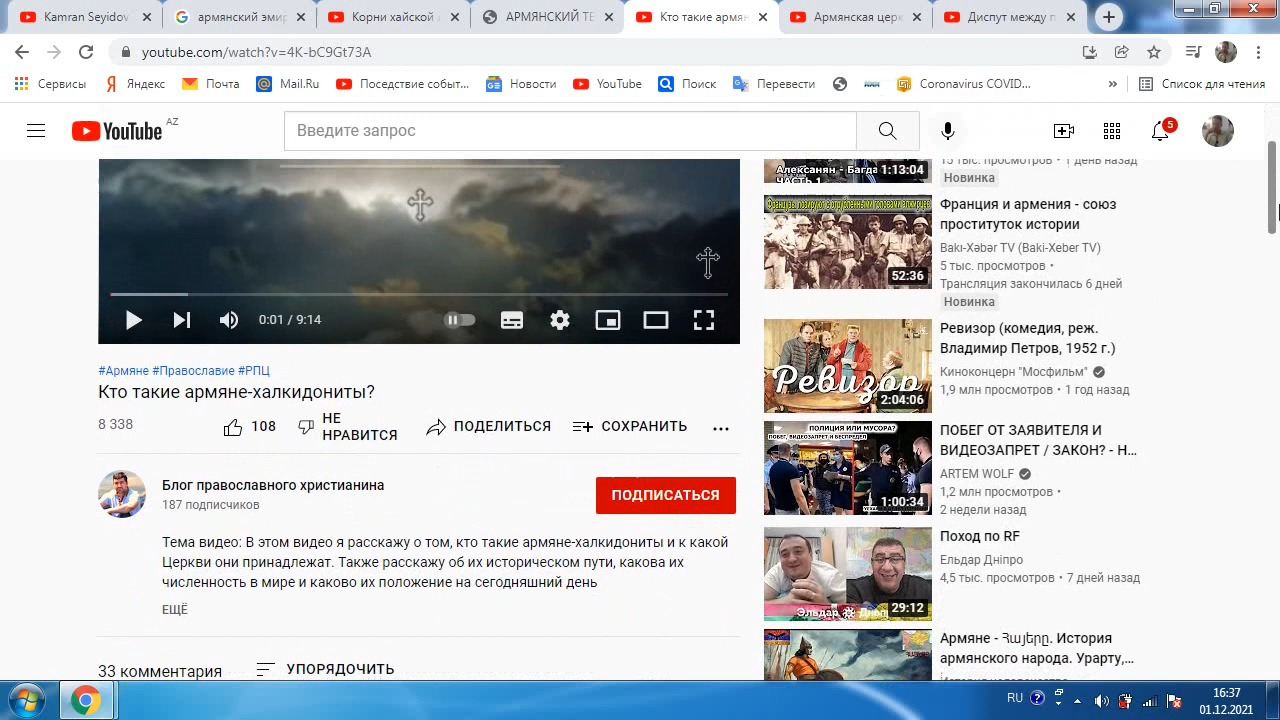 Kamran Seyidov
армянский эмир
Корни хайской
АРМЯНСКИЙ ТЕ
Кто такие армян
Армянская церк
Диспут между п
youtube.com/watch?v=4K-bC9Gt73A
Сервисы
Яндекс
Почта
Mail.Ru
Поседствие событ...
Новости
YouTube
Поиск
Перевести
Coronavirus COVID...
»
Список для чтения
YouTube AZ
Введите запрос
5
0:01 / 9:14
#Армяне #Православие #РПЦ
Кто такие армяне-халкидониты?
8 338
108
НЕ
НРАВИТСЯ
ПОДЕЛИТЬСЯ
СОХРАНИТЬ
Блог православного христианина
187 подписчиков
ПОДПИСАТЬСЯ
Тема видео: В этом видео я расскажу о том, кто такие армяне-халкидониты и к какой
Церкви они принадлежат. Также расскажу об их историческом пути, какова их
численность в мире и каково их положение на сегодняшний день
ЕЩЁ
33 комментария
УПОРЯДОЧИТЬ
Алексанян - Багда
ЧАСТЬ 1
1:13:04
15 тыс. просмотров • 1 день назад
Новинка
Французы позируют с отрубленными головами алжирцев
52:36
Франция и армения - союз
проституток истории
Bakı-Xəbər TV (Baki-Xeber TV)
5 тыс. просмотров •
Трансляция закончилась 6 дней
Новинка
Ревизор
2:04:06
Ревизор (комедия, реж.
Владимир Петров, 1952 г.)
Киноконцерн "Мосфильм"
1,9 млн просмотров • 1 год назад
ПОЛИЦИЯ ИЛИ МУСОРА?
ПОБЕГ, ВИДЕОЗАПРЕТ И БЕСПРЕДЕЛ
1:00:34
ПОБЕГ ОТ ЗАЯВИТЕЛЯ И
ВИДЕОЗАПРЕТ / ЗАКОН? - Н...
ARTEM WOLF
1,2 млн просмотров •
2 недели назад
Эльдар
29:12
Поход по RF
Ельдар Дніпро
4,5 тыс. просмотров • 7 дней назад
Армяне - Հայերը. История
армянского народа. Урарту,...
RU
16:37
01.12.2021